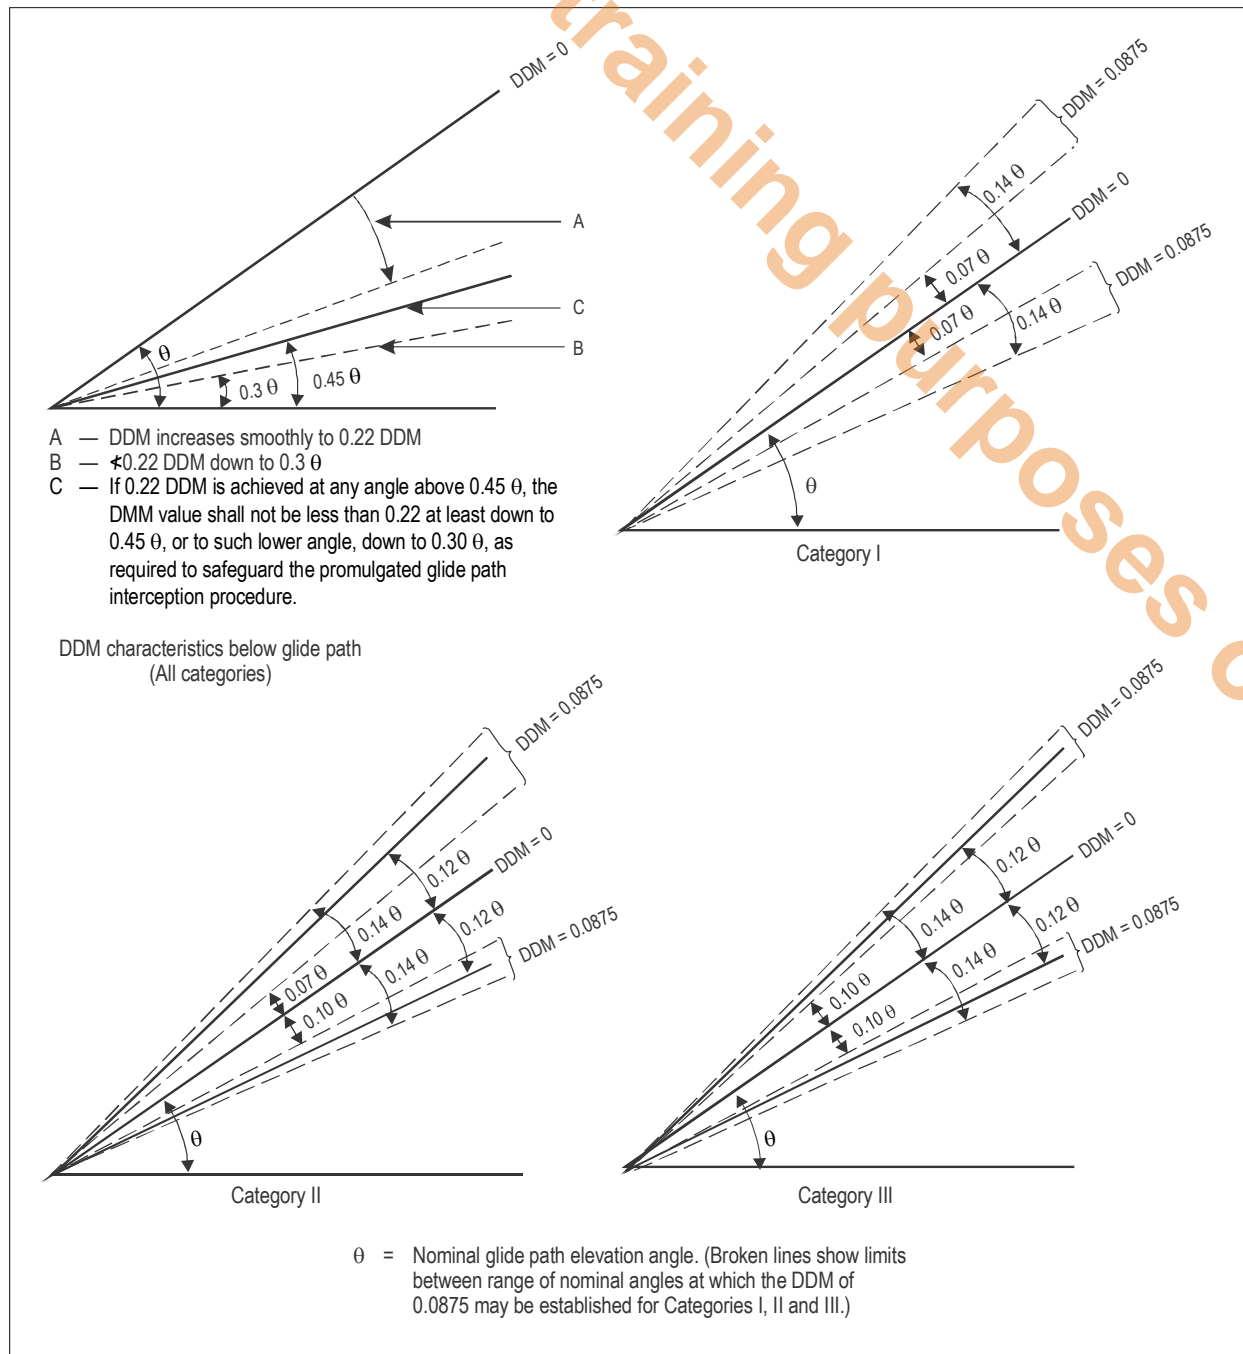 DDM = 0
A
C
B
θ
0.3 θ
0.45 θ
A — DDM increases smoothly to 0.22 DDM
B — ≮0.22 DDM down to 0.3 θ
C — If 0.22 DDM is achieved at any angle above 0.45 θ, the
DMM value shall not be less than 0.22 at least down to
0.45 θ, or to such lower angle, down to 0.30 θ, as
required to safeguard the promulgated glide path
interception procedure.
DDM characteristics below glide path
(All categories)
DDM = 0.0875
0.14 θ
DDM = 0
DDM = 0.0875
0.07 θ
0.07 θ
0.14 θ
θ
Category I
DDM = 0.0875
DDM = 0
0.12 θ
0.12 θ
0.14 θ
DDM = 0.0875
0.14 θ
0.07 θ
0.10 θ
θ
Category II
DDM = 0.0875
DDM = 0
0.12 θ
0.12 θ
0.14 θ
DDM = 0.0875
0.14 θ
0.10 θ
0.10 θ
θ
Category III
θ = Nominal glide path elevation angle. (Broken lines show limits
between range of nominal angles at which the DDM of
0.0875 may be established for Categories I, II and III.)
training purposes